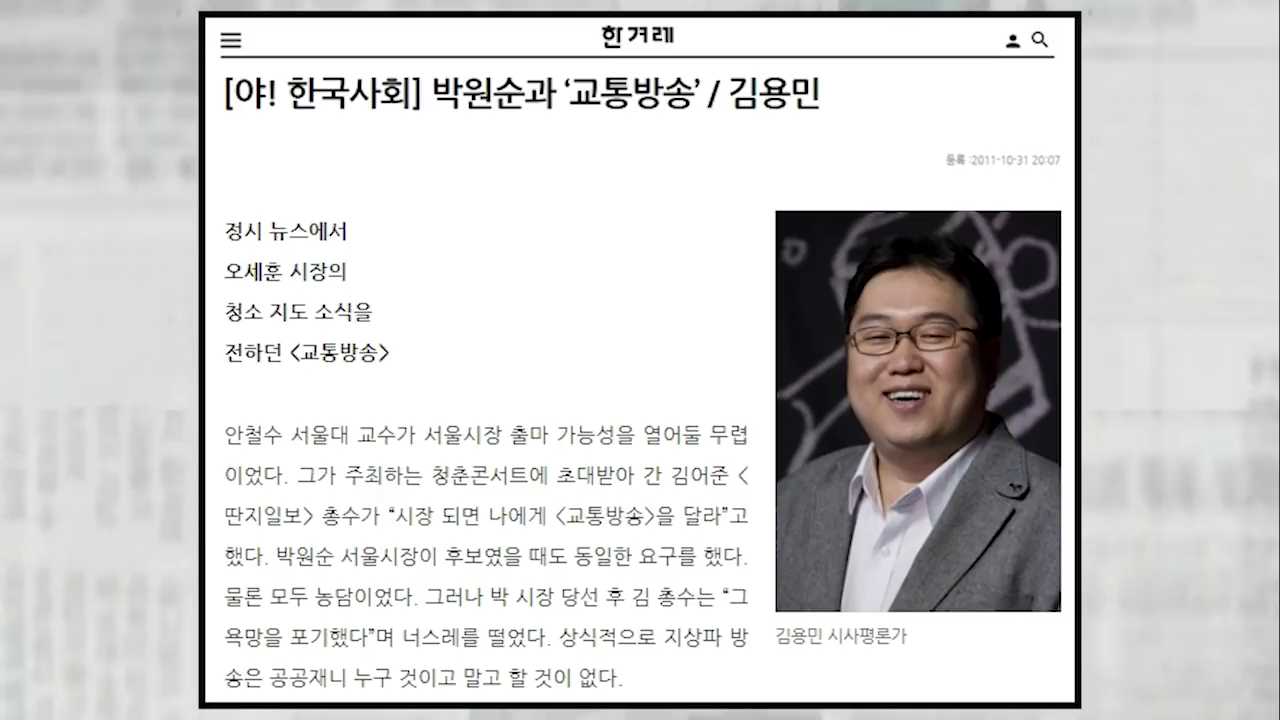 한겨레
[야! 한국사회] 박원순과 ‘교통방송’ / 김용민
등록 :2011-10-31 20:07
정시 뉴스에서
오세훈 시장의
청소 지도 소식을
전하던 <교통방송>
안철수 서울대 교수가 서울시장 출마 가능성을 열어둘 무렵
이었다. 그가 주최하는 청춘콘서트에 초대받아 간 김어준 <
딴지일보> 총수가 “시장 되면 나에게 <교통방송>을 달라”고
했다. 박원순 서울시장이 후보였을 때도 동일한 요구를 했다.
물론 모두 농담이었다. 그러나 박 시장 당선 후 김 총수는 “그
욕망을 포기했다”며 너스레를 떨었다. 상식적으로 지상파 방
송은 공공재니 누구 것이고 말고 할 것이 없다.
김용민 시사평론가